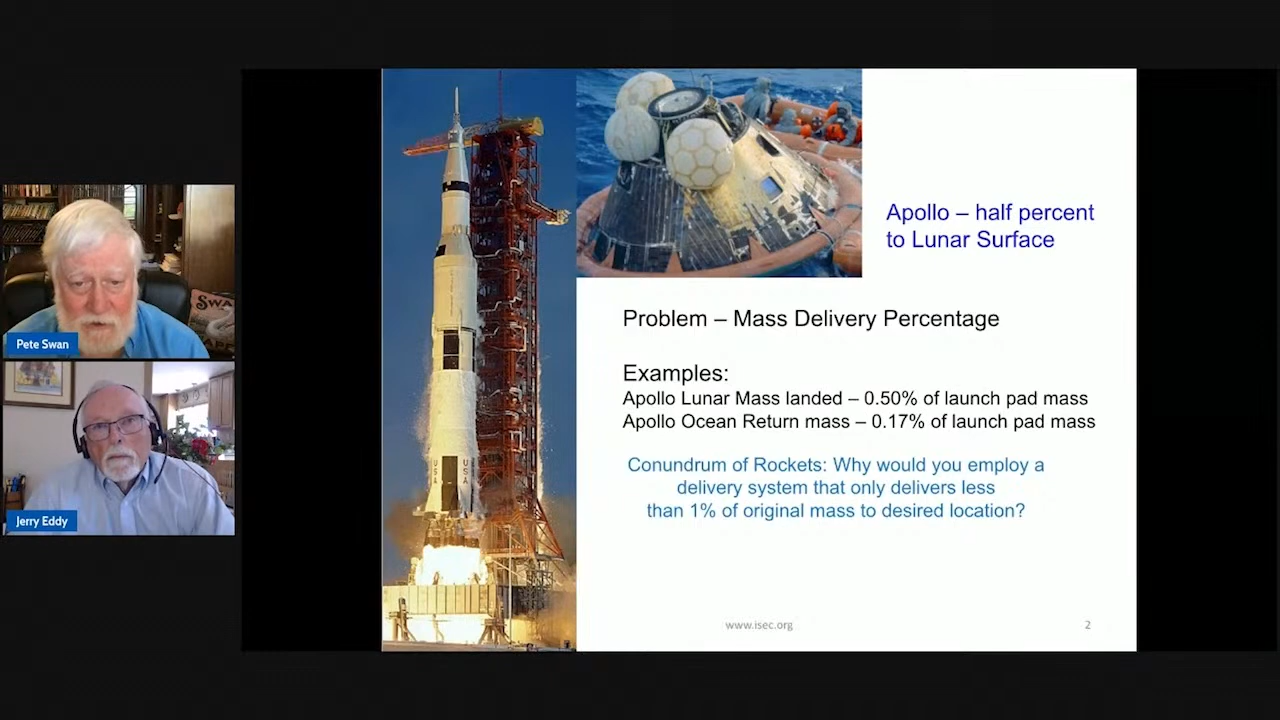 Apollo – half percent
to Lunar Surface
Problem – Mass Delivery Percentage
Examples:
Apollo Lunar Mass landed – 0.50% of launch pad mass
Apollo Ocean Return mass – 0.17% of launch pad mass
Conundrum of Rockets: Why would you employ a
delivery system that only delivers less
than 1% of original mass to desired location?
www.isec.org
2
USA
USA
SWA
Pete Swan
Jerry Eddy